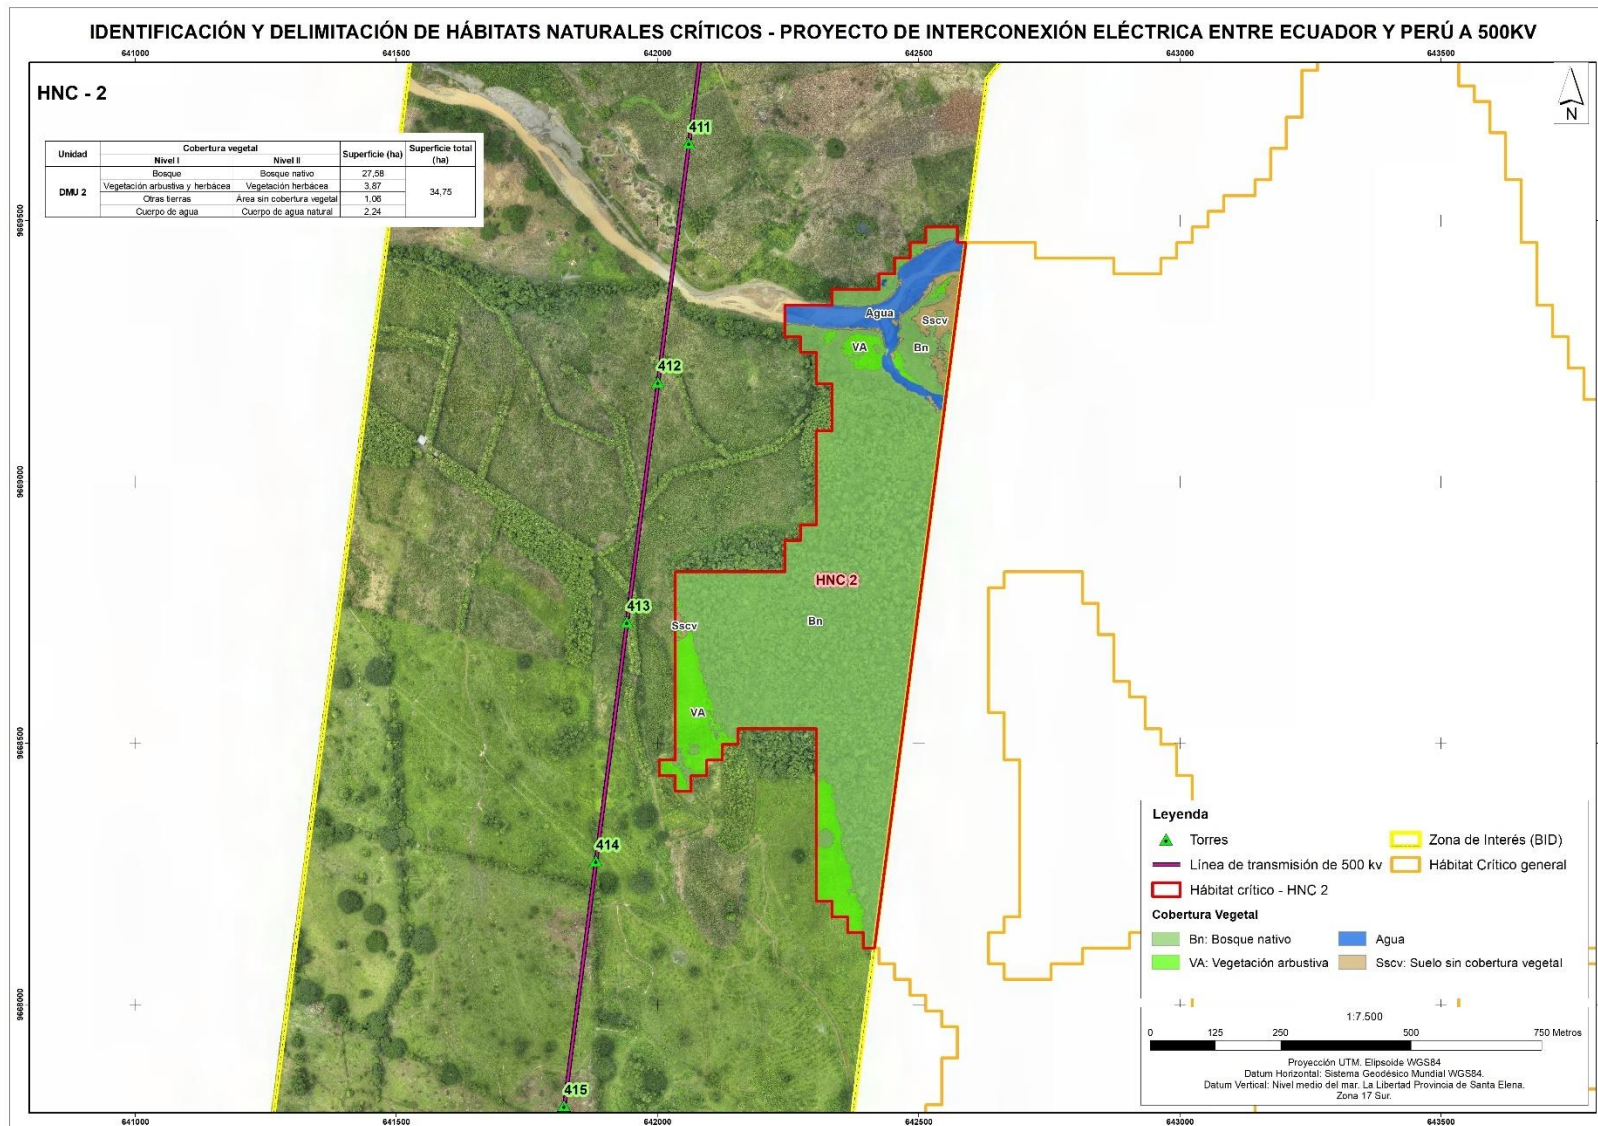 IDENTIFICACIÓN Y DELIMITACIÓN DE HÁBITATS NATURALES CRÍTICOS - PROYECTO DE INTERCONEXIÓN ELÉCTRICA ENTRE ECUADOR Y PERÚ A 500KV
641000 641500 642000 642500 643000 643500
HNC - 2
N
Unidad Cobertura vegetal Superficie (ha) Superficie total (ha)
Nivel I Nivel II
DMU 2 Bosque Bosque nativo 27,58 34,75
Vegetación arbustiva y herbácea Vegetación herbácea 3,87
Otras tierras Área sin cobertura vegetal 1,06
Cuerpo de agua Cuerpo de agua natural 2,24
411
9669500
Agua
Sscv
VA
Bn
412
9669000
HNC 2
413
Bn
Sscv
VA
9668500
414
9668000
415
Leyenda
Torres
Zona de Interés (BID)
Línea de transmisión de 500 kv
Hábitat Crítico general
Hábitat crítico - HNC 2
Cobertura Vegetal
Bn: Bosque nativo
Agua
VA: Vegetación arbustiva
Sscv: Suelo sin cobertura vegetal
1:7.500
0 125 250 500 750 Metros
Proyección UTM. Elipsoide WGS84
Datum Horizontal: Sistema Geodésico Mundial WGS84.
Datum Vertical: Nivel medio del mar. La Libertad Provincia de Santa Elena.
Zona 17 Sur.
641000 641500 642000 642500 643000 643500